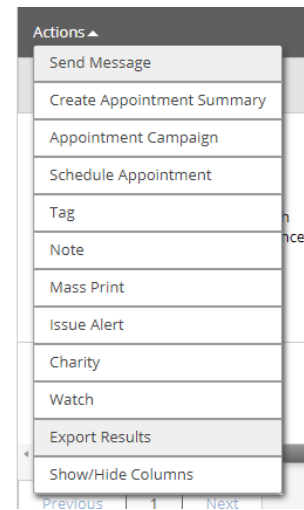 Actions▲
Send Message
Create Appointment Summary
Appointment Campaign
Schedule Appointment
Tag
Note
Mass Print
Issue Alert
Charity
Watch
Export Results
Show/Hide Columns
Previous 1 Next